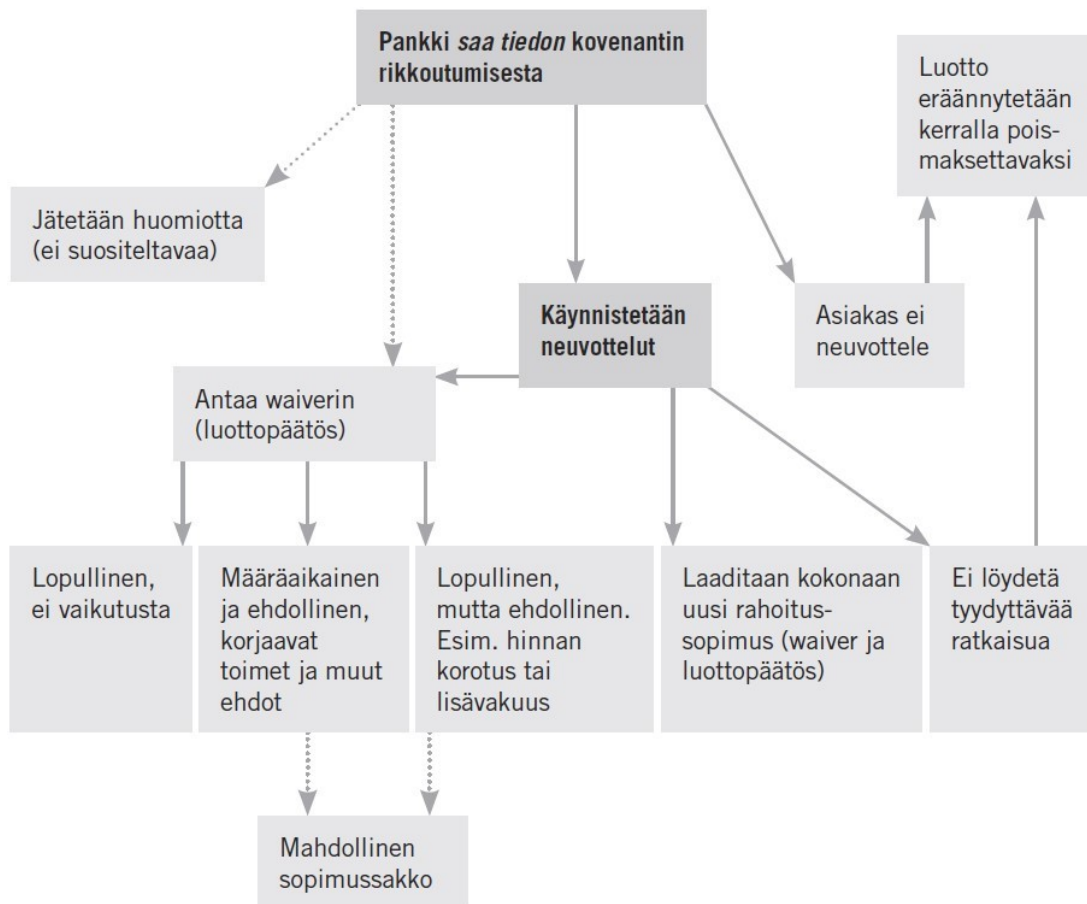 Pankki saa tiedon kovenantin
rikkoutumisesta
Luotto
eräännytetään
kerralla pois-
maksettavaksi
Jätetään huomiotta
(ei suositeltavaa)
Käynnistetään
neuvottelut
Asiakas ei
neuvottele
Antaa waiverin
(luottopäätös)
Lopullinen,
ei vaikutusta
Määräaikainen
ja ehdollinen,
korjaavat
toimet ja muut
ehdot
Lopullinen,
mutta ehdollinen.
Esim. hinnan
korotus tai
lisävakuus
Laaditaan kokonaan
uusi rahoitus-
sopimus (waiver ja
luottopäätös)
Ei löydetä
tyydyttävää
ratkaisua
Mahdollinen
sopimussakko